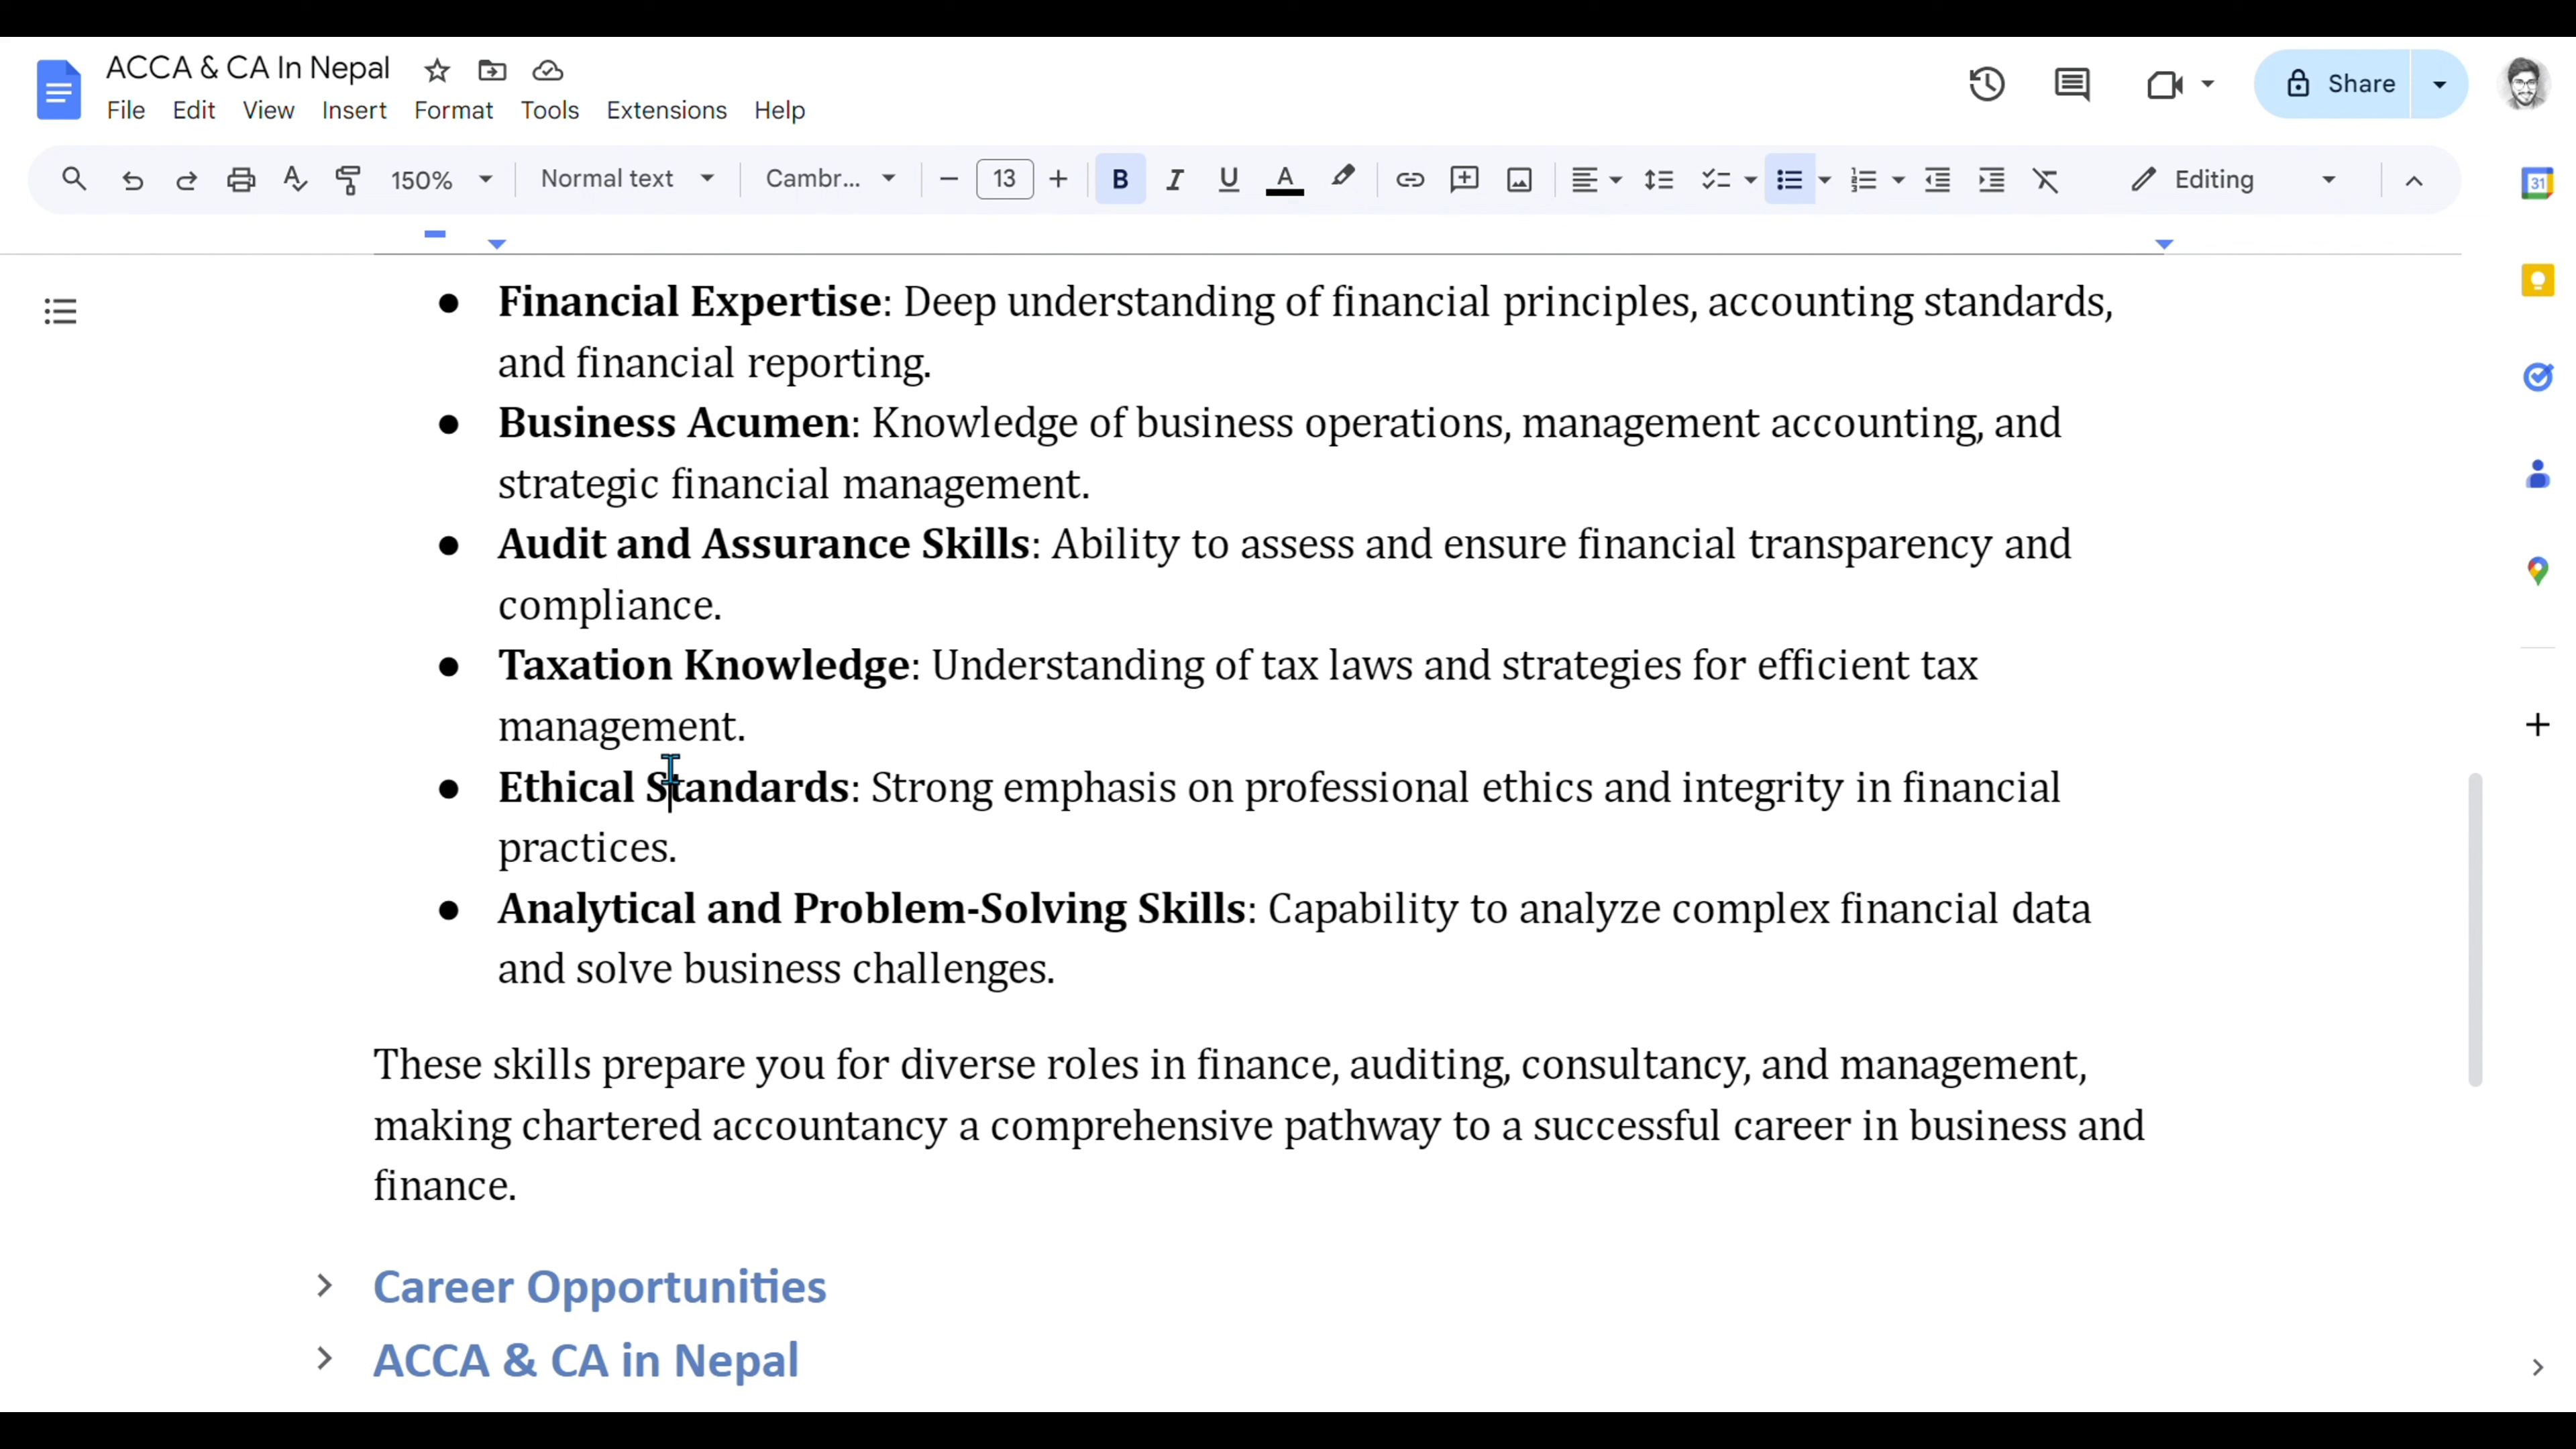 ACCA & CA In Nepal
File Edit View Insert Format Tools Extensions Help
Share
150% Normal text Cambr... 13 B I U A Editing
31
● Financial Expertise: Deep understanding of financial principles, accounting standards,
and financial reporting.
● Business Acumen: Knowledge of business operations, management accounting, and
strategic financial management.
● Audit and Assurance Skills: Ability to assess and ensure financial transparency and
compliance.
● Taxation Knowledge: Understanding of tax laws and strategies for efficient tax
management.
● Ethical Standards: Strong emphasis on professional ethics and integrity in financial
practices.
● Analytical and Problem-Solving Skills: Capability to analyze complex financial data
and solve business challenges.
These skills prepare you for diverse roles in finance, auditing, consultancy, and management,
making chartered accountancy a comprehensive pathway to a successful career in business and
finance.
Career Opportunities
ACCA & CA in Nepal